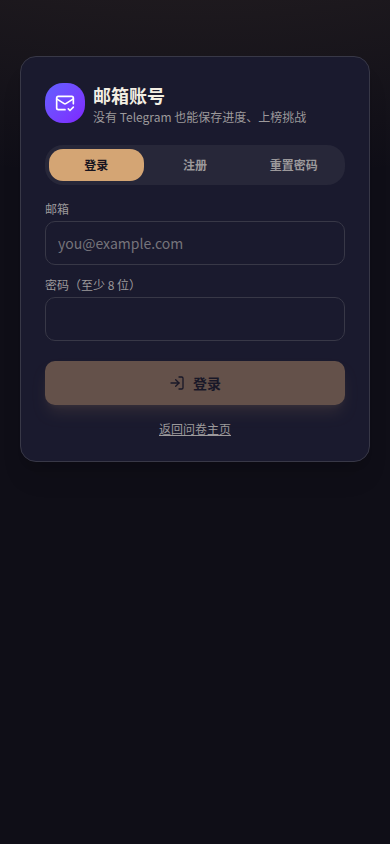 邮箱账号
没有 Telegram 也能保存进度、上榜挑战
登录 注册 重置密码
邮箱
you@example.com
密码（至少 8 位）
登录
返回问卷主页